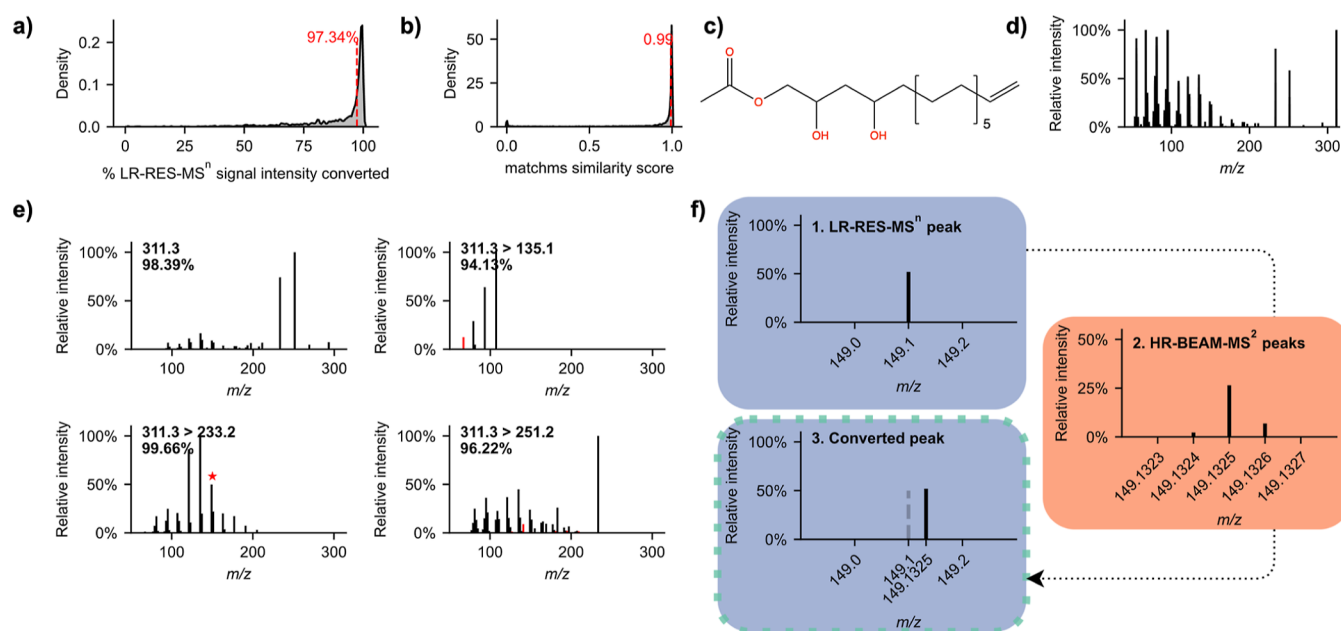 a)
97.34%
Density
0.2
0.1
0.0
0
25
50
75
100
% LR-RES-MSⁿ signal intensity converted
b)
0.99
Density
50
25
0
0.0
0.5
1.0
matchms similarity score
c)
O
O
OH
OH
5
d)
Relative intensity
100%
50%
0%
100
200
300
m/z
e)
311.3
98.39%
Relative intensity
100%
50%
0%
100
200
300
m/z
311.3 > 135.1
94.13%
Relative intensity
100%
50%
0%
100
200
300
m/z
311.3 > 233.2
99.66%
Relative intensity
100%
50%
0%
100
200
300
m/z
311.3 > 251.2
96.22%
Relative intensity
100%
50%
0%
100
200
300
m/z
f)
1. LR-RES-MSⁿ peak
Relative intensity
100%
50%
0%
149.0
149.1
149.2
m/z
2. HR-BEAM-MS² peaks
Relative intensity
50%
25%
0%
149.1323
149.1324
149.1325
149.1326
149.1327
m/z
3. Converted peak
Relative intensity
100%
50%
0%
149.0
149.1
149.1325
149.2
m/z